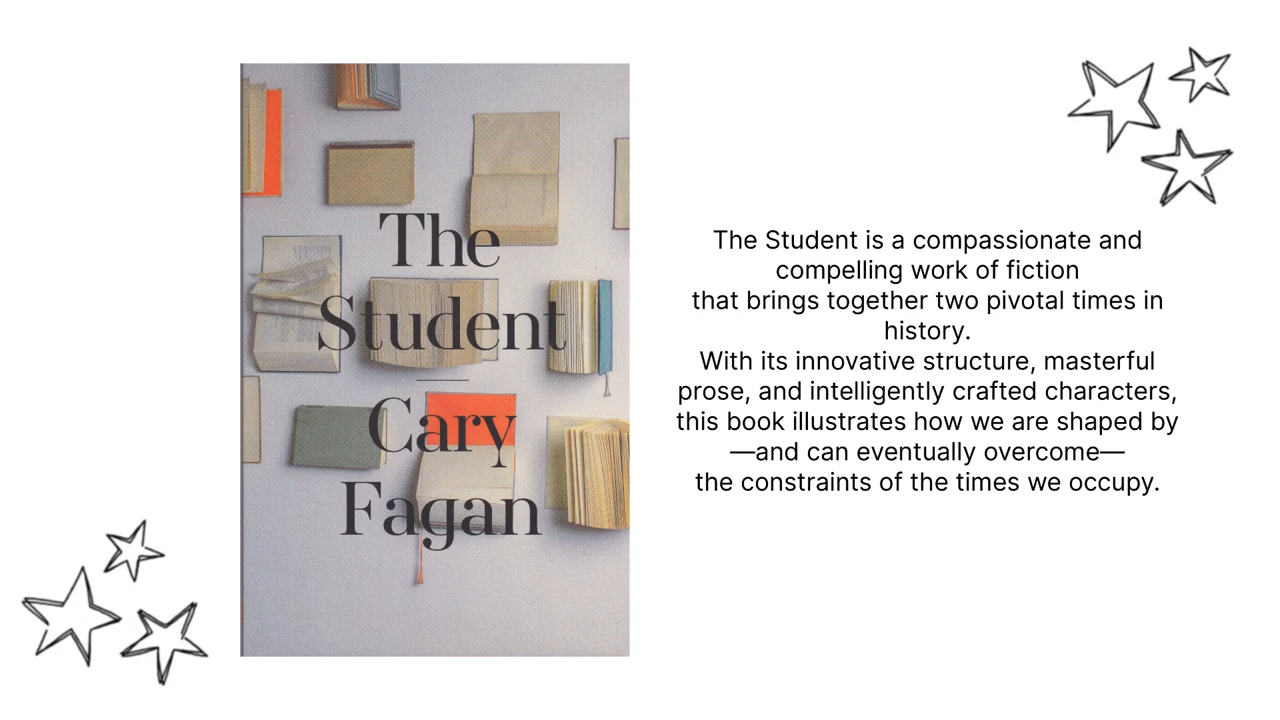 The
Student
Cary
Fagan
The Student is a compassionate and
compelling work of fiction
that brings together two pivotal times in
history.
With its innovative structure, masterful
prose, and intelligently crafted characters,
this book illustrates how we are shaped by
—and can eventually overcome—
the constraints of the times we occupy.